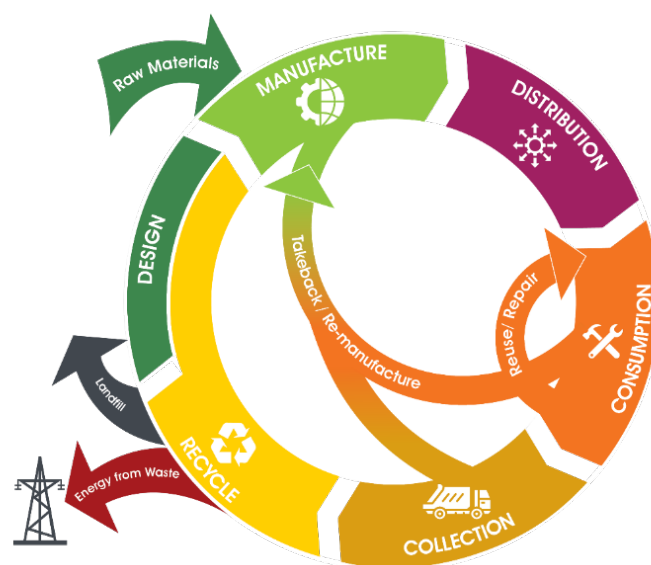 Raw Materials
MANUFACTURE
DISTRIBUTION
DESIGN
Takeback / Re-manufacture
Reuse/ Repair
CONSUMPTION
Landfill
RECYCLE
Energy from Waste
COLLECTION